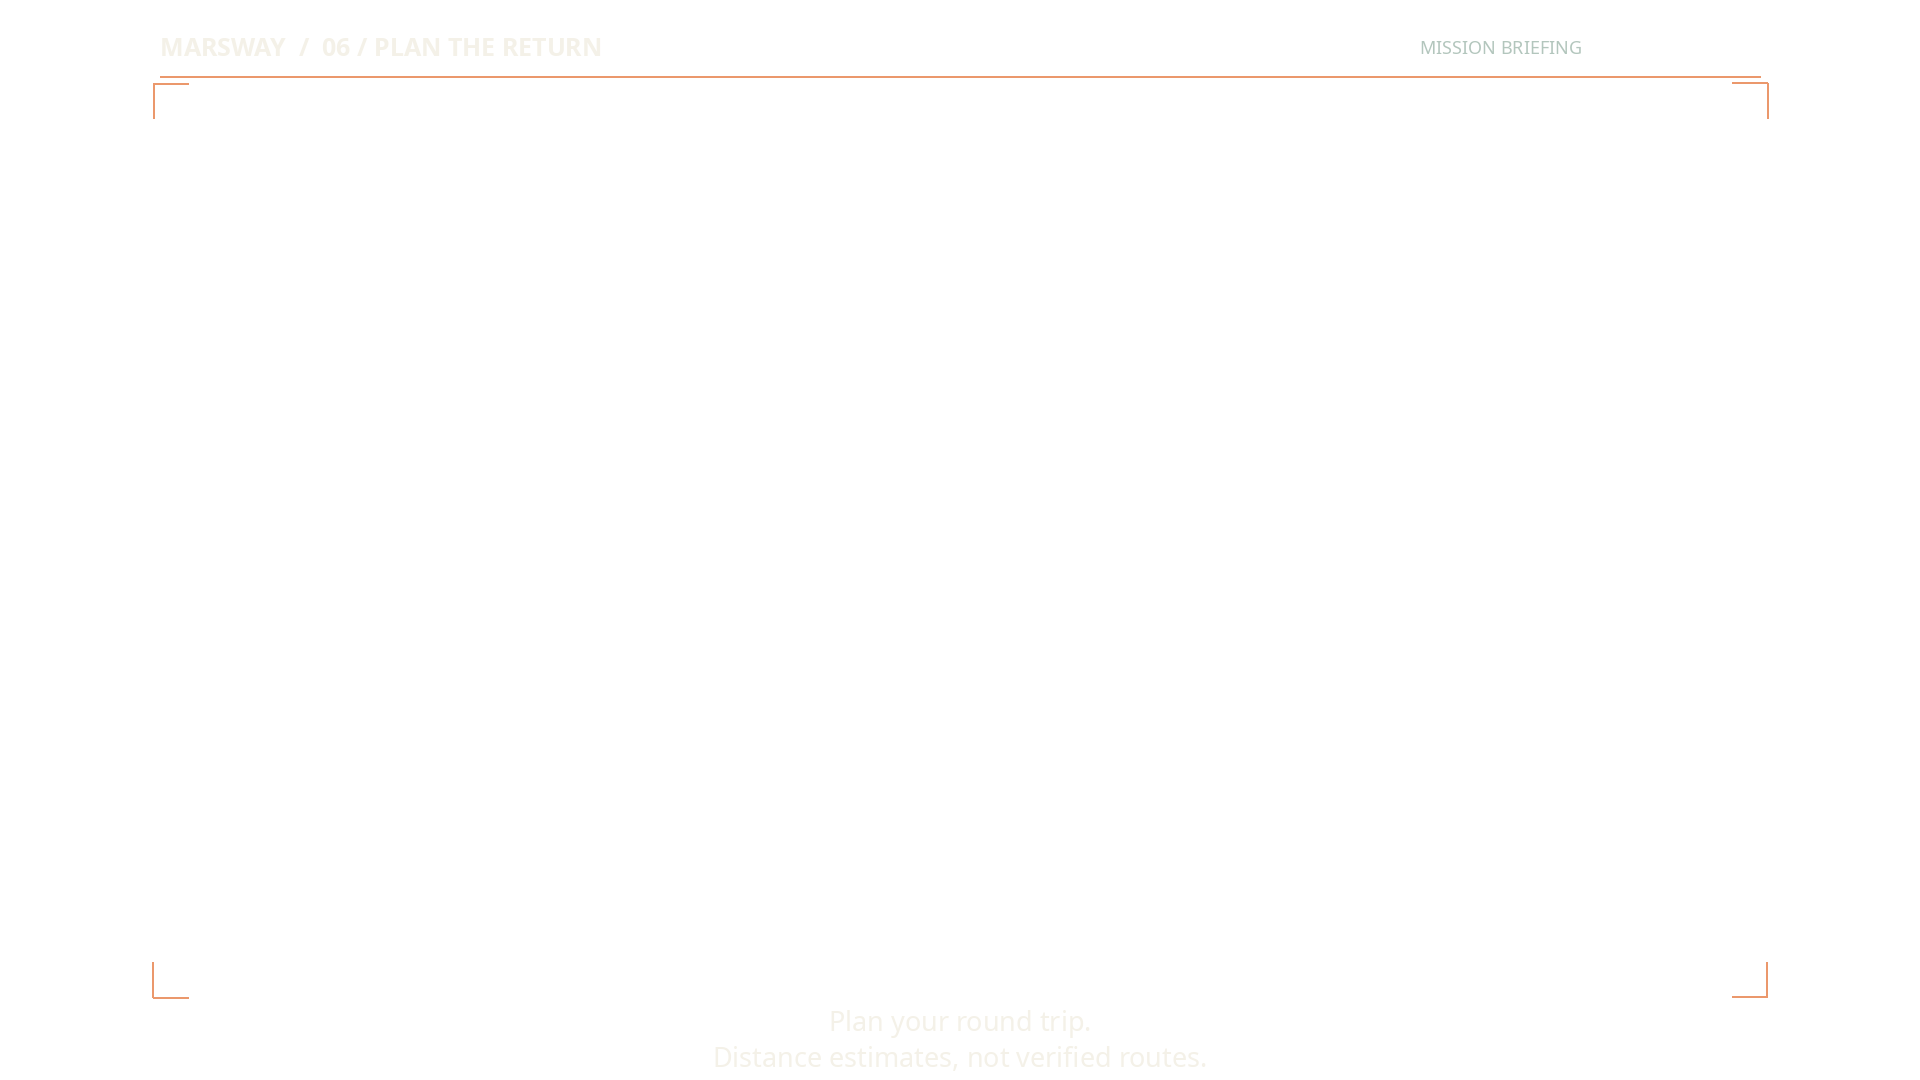 MARSWAY / 06 / PLAN THE RETURN
MISSION BRIEFING
Plan your round trip.
Distance estimates, not verified routes.